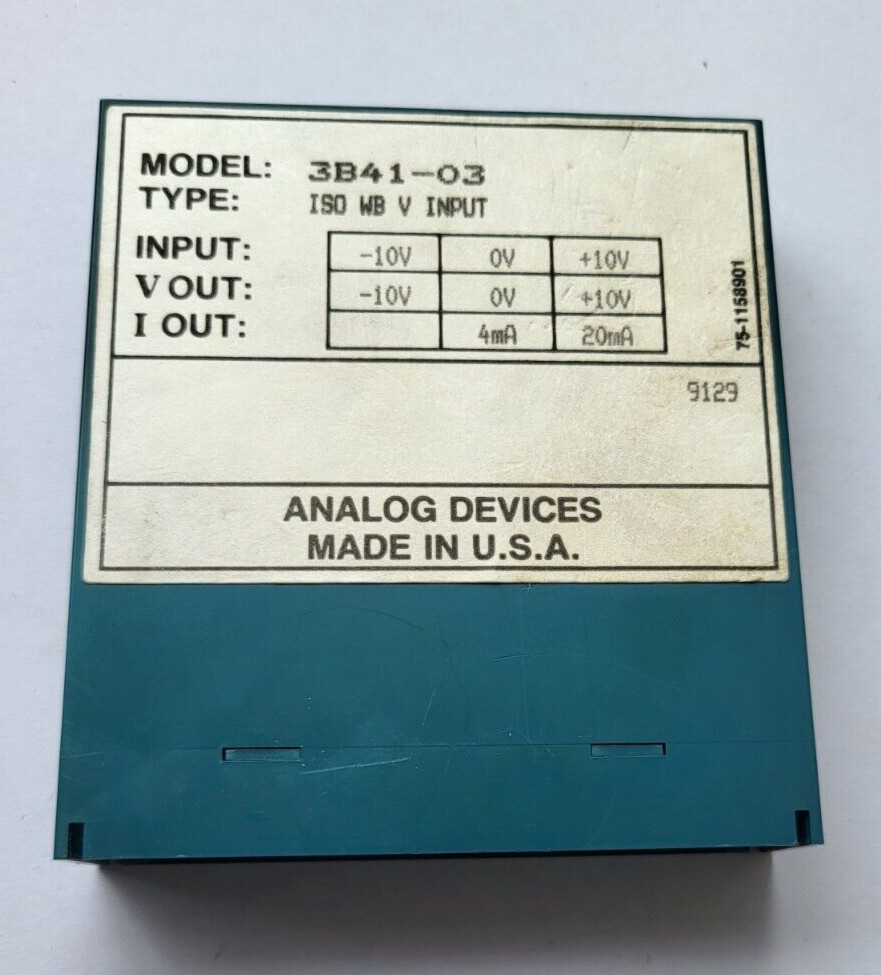 MODEL: 3B41-03
TYPE: ISO WB V INPUT
INPUT: -10V 0V +10V
V OUT: -10V 0V +10V
I OUT: 4mA 20mA
75-1158901
9129
ANALOG DEVICES
MADE IN U.S.A.